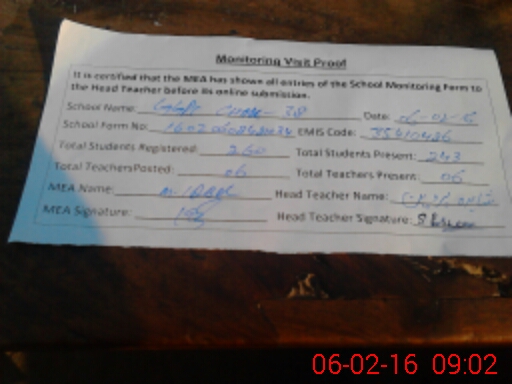 Monitoring Visit Proof
It is certified that the MEA has shown all entries of the School Monitoring Form to
the Head Teacher before its online submission.
School Name: Date:
School Form No: EMIS Code:
Total Students Registered: 260 Total Students Present: 243
Total Teachers Posted: 06 Total Teachers Present: 06
MEA Name: Head Teacher Name:
MEA Signature: Head Teacher Signature:
06-02-16 09:02